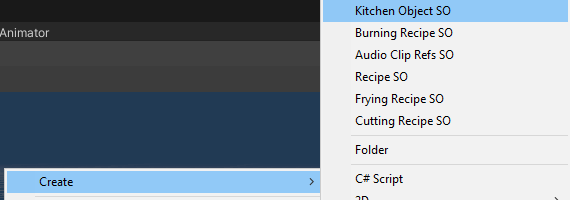 Kitchen Object SO
Animator
Burning Recipe SO
Audio Clip Refs SO
Recipe SO
Frying Recipe SO
Cutting Recipe SO
Folder
Create
C# Script